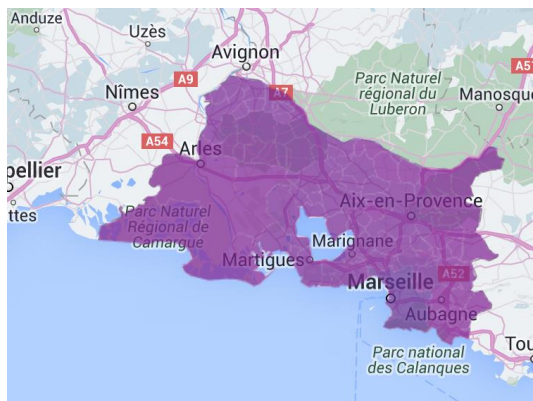 Anduze
Uzès
Avignon
A9
A7
A51
Parc Naturel
régional du
Luberon
Manosque
Nîmes
A54
Arles
pellier
ttes
Parc Naturel
Régional de
Camargue
Aix-en-Provence
Marignane
Martigues
Marseille
A52
Aubagne
Parc national
des Calanques
Tou